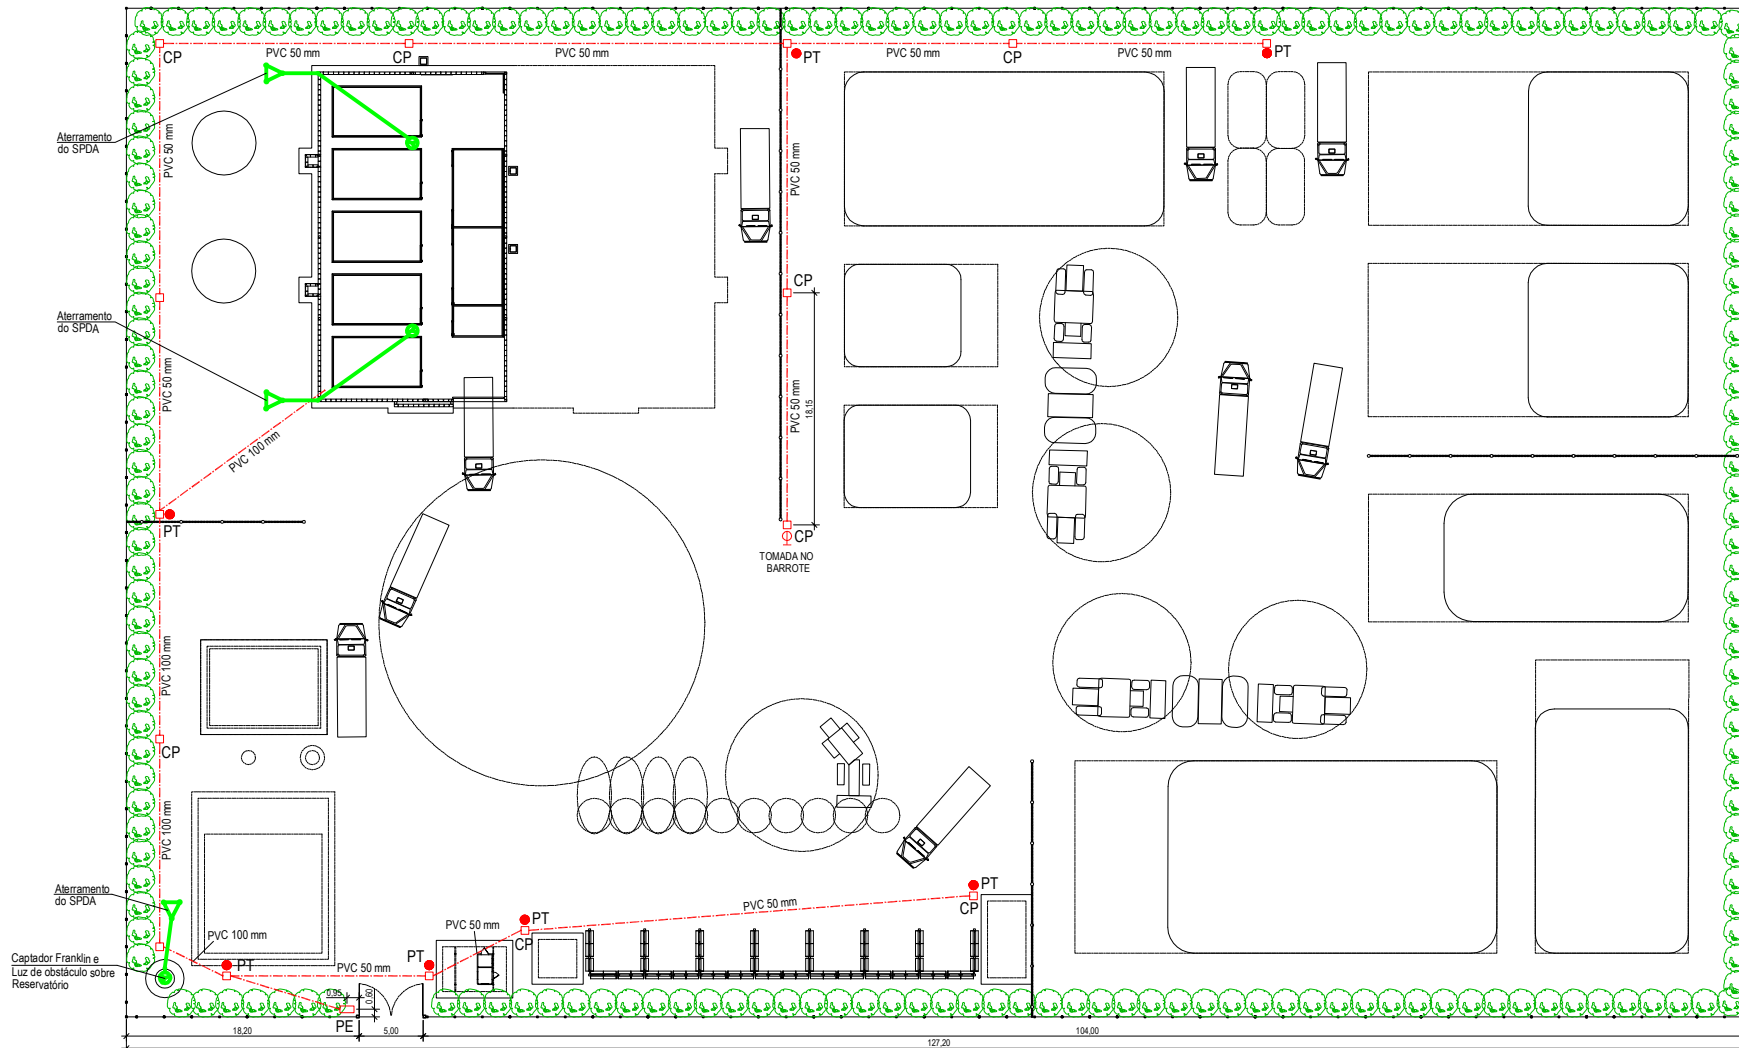 CP
PVC 50 mm
CP
PVC 50 mm
PT
PVC 50 mm
CP
PVC 50 mm
PT
Aterramento
do SPDA
PVC 50 mm
PVC 50 mm
CP
Aterramento
do SPDA
PVC 50 mm
PVC 50 mm
18,15
PVC 100 mm
PT
CP
TOMADA NO
BARROTE
PVC 100 mm
CP
PVC 100 mm
Aterramento
do SPDA
PT
CP
PVC 50 mm
PT
CP
PVC 50 mm
PVC 100 mm
Captador Franklin e
Luz de obstáculo sobre
Reservatório
PT
PVC 50 mm
PT
0,95
0,60
PE
18,20
5,00
104,00
127,20